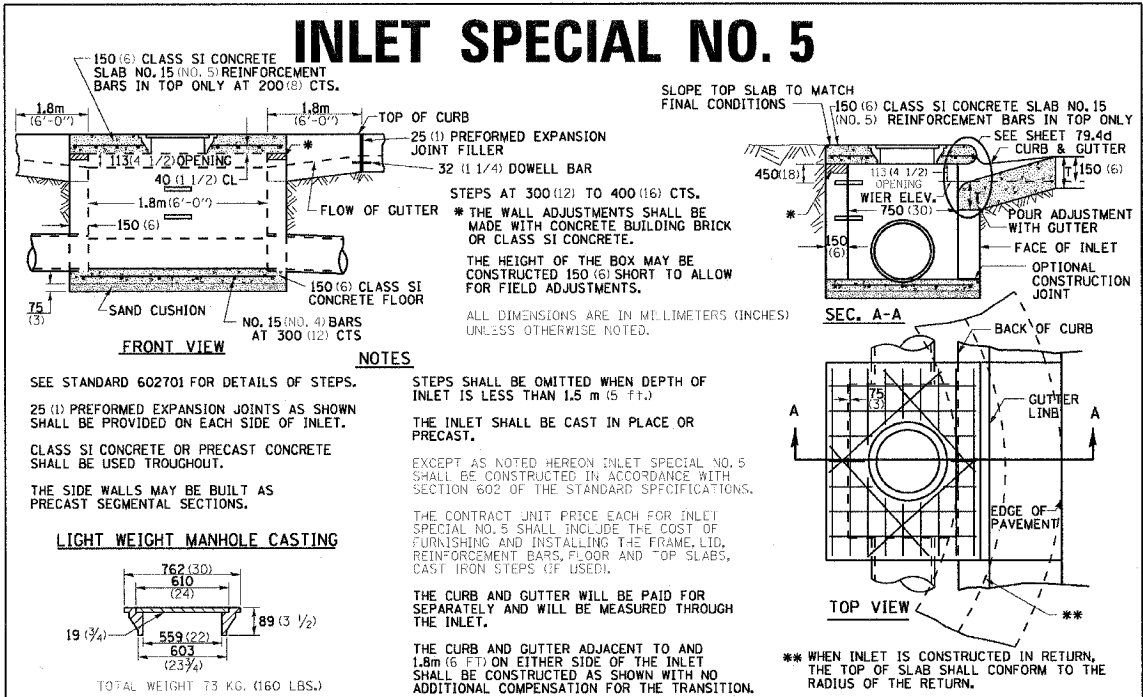 INLET SPECIAL NO. 5
150 (6) CLASS SI CONCRETE
SLAB NO. 15 (NO. 5) REINFORCEMENT
BARS IN TOP ONLY AT 200 (8) CTS.
1.8m
(6'-0")
1.8m
(6'-0")
TOP OF CURB
25 (1) PREFORMED EXPANSION
JOINT FILLER
*
32 (1 1/4) DOWELL BAR
113(4 1/2)OPENING
40 (1 1/2) CL
1.8m(6'-0")
150 (6)
FLOW OF GUTTER
STEPS AT 300 (12) TO 400 (16) CTS.
* THE WALL ADJUSTMENTS SHALL BE
MADE WITH CONCRETE BUILDING BRICK
OR CLASS SI CONCRETE.
THE HEIGHT OF THE BOX MAY BE
CONSTRUCTED 150 (6) SHORT TO ALLOW
FOR FIELD ADJUSTMENTS.
ALL DIMENSIONS ARE IN MILLIMETERS (INCHES)
UNLESS OTHERWISE NOTED.
75
(3)
SAND CUSHION
150 (6) CLASS SI
CONCRETE FLOOR
NO. 15 (NO. 4) BARS
AT 300 (12) CTS
FRONT VIEW
SLOPE TOP SLAB TO MATCH
FINAL CONDITIONS
150 (6) CLASS SI CONCRETE SLAB NO. 15
(NO. 5) REINFORCEMENT BARS IN TOP ONLY
SEE SHEET 79.4d
CURB & GUTTER
450(18)
113 (4 1/2)
OPENING
WIER ELEV.
T
150 (6)
*
750 (30)
150
(6)
POUR ADJUSTMENT
WITH GUTTER
FACE OF INLET
OPTIONAL
CONSTRUCTION
JOINT
SEC. A-A
BACK OF CURB
75
(3)
GUTTER
LINE
A
A
EDGE OF
PAVEMENT
TOP VIEW
**
** WHEN INLET IS CONSTRUCTED IN RETURN,
THE TOP OF SLAB SHALL CONFORM TO THE
RADIUS OF THE RETURN.
NOTES
SEE STANDARD 602701 FOR DETAILS OF STEPS.
25 (1) PREFORMED EXPANSION JOINTS AS SHOWN
SHALL BE PROVIDED ON EACH SIDE OF INLET.
CLASS SI CONCRETE OR PRECAST CONCRETE
SHALL BE USED TROUGHOUT.
THE SIDE WALLS MAY BE BUILT AS
PRECAST SEGMENTAL SECTIONS.
STEPS SHALL BE OMITTED WHEN DEPTH OF
INLET IS LESS THAN 1.5 m (5 ft.)
THE INLET SHALL BE CAST IN PLACE OR
PRECAST.
EXCEPT AS NOTED HEREON INLET SPECIAL NO. 5
SHALL BE CONSTRUCTED IN ACCORDANCE WITH
SECTION 602 OF THE STANDARD SPECIFICATIONS.
THE CONTRACT UNIT PRICE EACH FOR INLET
SPECIAL NO. 5 SHALL INCLUDE THE COST OF
FURNISHING AND INSTALLING THE FRAME, LID,
REINFORCEMENT BARS, FLOOR AND TOP SLABS,
CAST IRON STEPS (IF USED).
THE CURB AND GUTTER WILL BE PAID FOR
SEPARATELY AND WILL BE MEASURED THROUGH
THE INLET.
THE CURB AND GUTTER ADJACENT TO AND
1.8m (6 FT) ON EITHER SIDE OF THE INLET
SHALL BE CONSTRUCTED AS SHOWN WITH NO
ADDITIONAL COMPENSATION FOR THE TRANSITION.
LIGHT WEIGHT MANHOLE CASTING
762 (30)
610
(24)
19 (3/4)
89 (3 1/2)
559 (22)
603
(23 3/4)
TOTAL WEIGHT 73 KG. (160 LBS.)